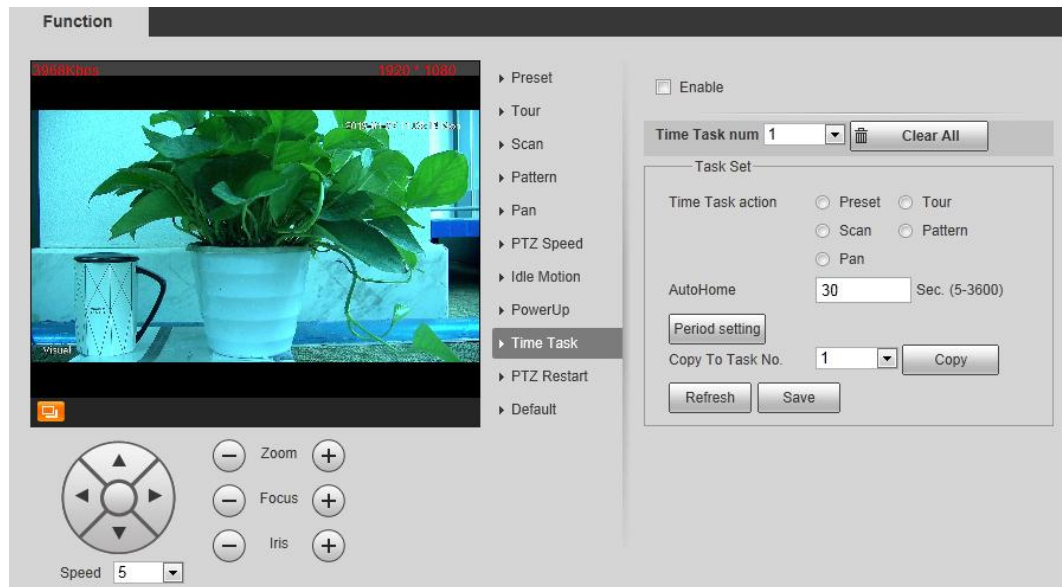 Function
3968Kbps 1920 * 1080
Visuel
Speed 5
Zoom
Focus
Iris
Preset
Tour
Scan
Pattern
Pan
PTZ Speed
Idle Motion
PowerUp
Time Task
PTZ Restart
Default
Enable
Time Task num 1 Clear All
Task Set
Time Task action Preset Tour
Scan Pattern
Pan
AutoHome 30 Sec. (5-3600)
Period setting
Copy To Task No. 1 Copy
Refresh Save